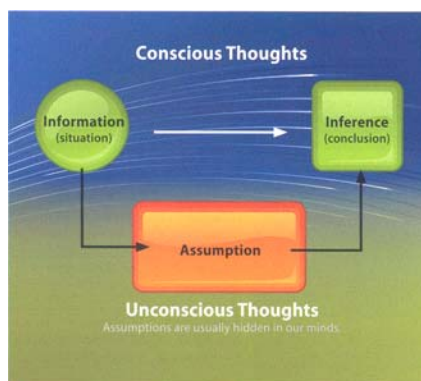 Conscious Thoughts
Information
(situation)
Inference
(conclusion)
Assumption
Unconscious Thoughts
Assumptions are usually hidden in our minds.